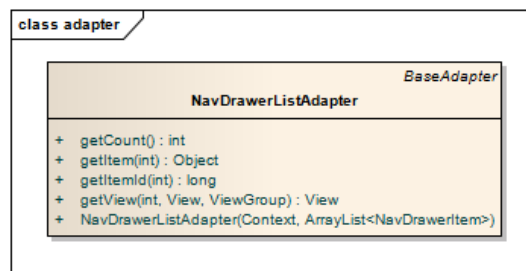 class adapter
BaseAdapter
NavDrawerListAdapter
+ getCount() : int
+ getItem(int) : Object
+ getItemId(int) : long
+ getView(int, View, ViewGroup) : View
+ NavDrawerListAdapter(Context, ArrayList<NavDrawerItem>)